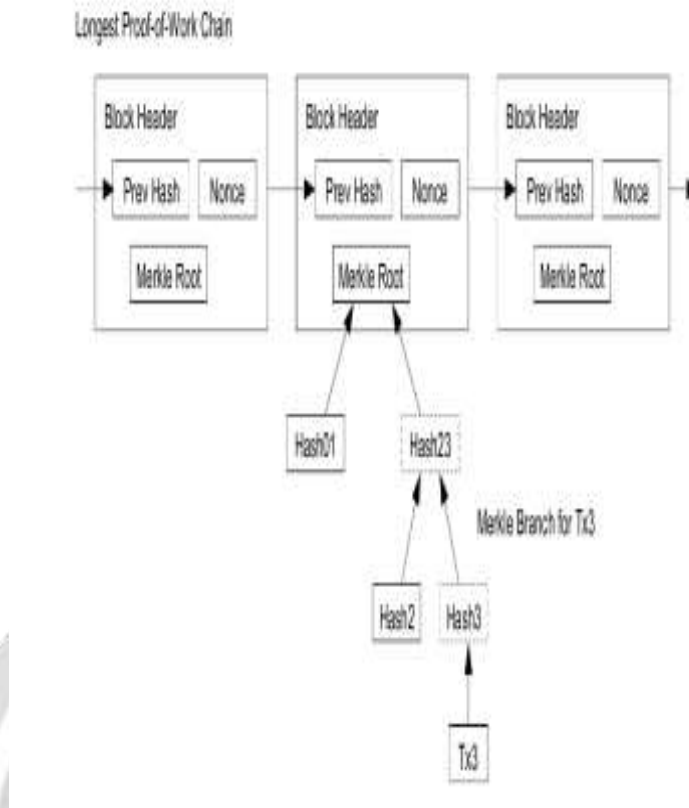 Longest Proof-of-Work Chain
Block Header Block Header Block Header
Prev Hash Nonce Prev Hash Nonce Prev Hash Nonce
Merkle Root Merkle Root Merkle Root
Hash01 Hash23
Merkle Branch for Tx3
Hash2 Hash3
Tx3